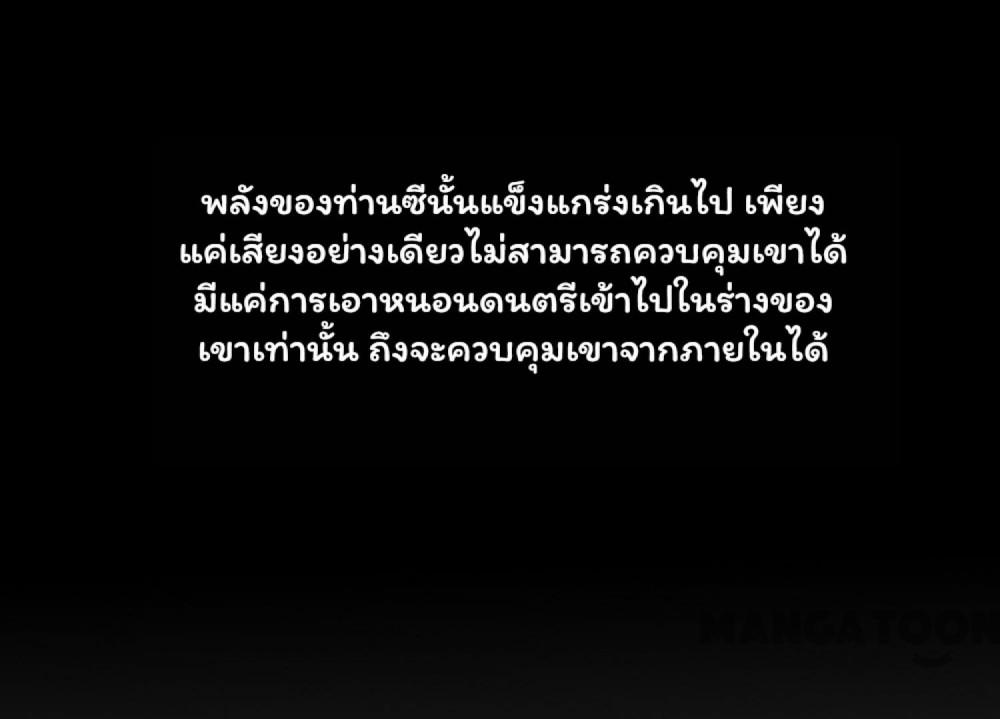 พลังของท่านซีนั้นแข็งแกร่งเกินไป เพียง
แค่เสียงอย่างเดียวไม่สามารถควบคุมเขาได้
มีแค่การเอาหนอนดนตรีเข้าไปในร่างของ
เขาเท่านั้น ถึงจะควบคุมเขาจากภายในได้
MANGATOON